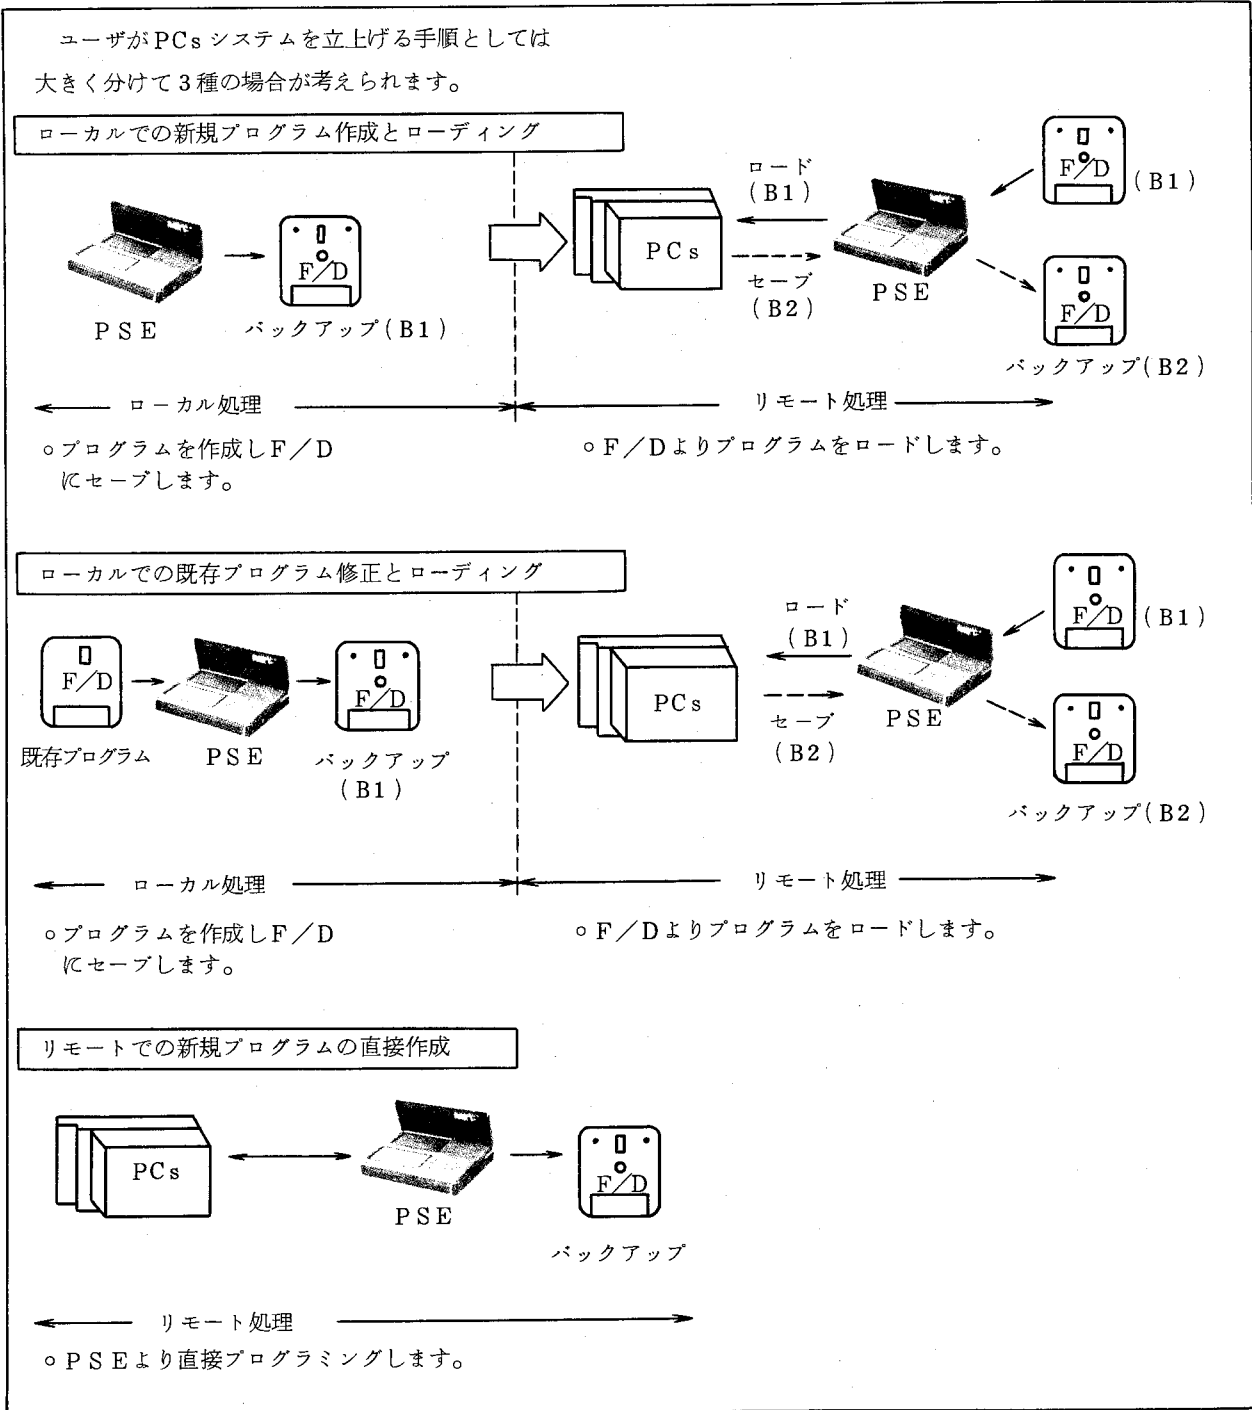 ユーザがPCsシステムを立上げる手順としては
大きく分けて3種の場合が考えられます。
ローカルでの新規プログラム作成とローディング
PSE
F/D
バックアップ(B1)
PCs
ロード
(B1)
セーブ
(B2)
PSE
F/D
(B1)
F/D
バックアップ(B2)
ローカル処理
リモート処理
○プログラムを作成しF/D
にセーブします。
○F/Dよりプログラムをロードします。
ローカルでの既存プログラム修正とローディング
F/D
既存プログラム
PSE
F/D
バックアップ
(B1)
PCs
ロード
(B1)
セーブ
(B2)
PSE
F/D
(B1)
F/D
バックアップ(B2)
ローカル処理
リモート処理
○プログラムを作成しF/D
にセーブします。
○F/Dよりプログラムをロードします。
リモートでの新規プログラムの直接作成
PCs
PSE
F/D
バックアップ
リモート処理
○PSEより直接プログラミングします。